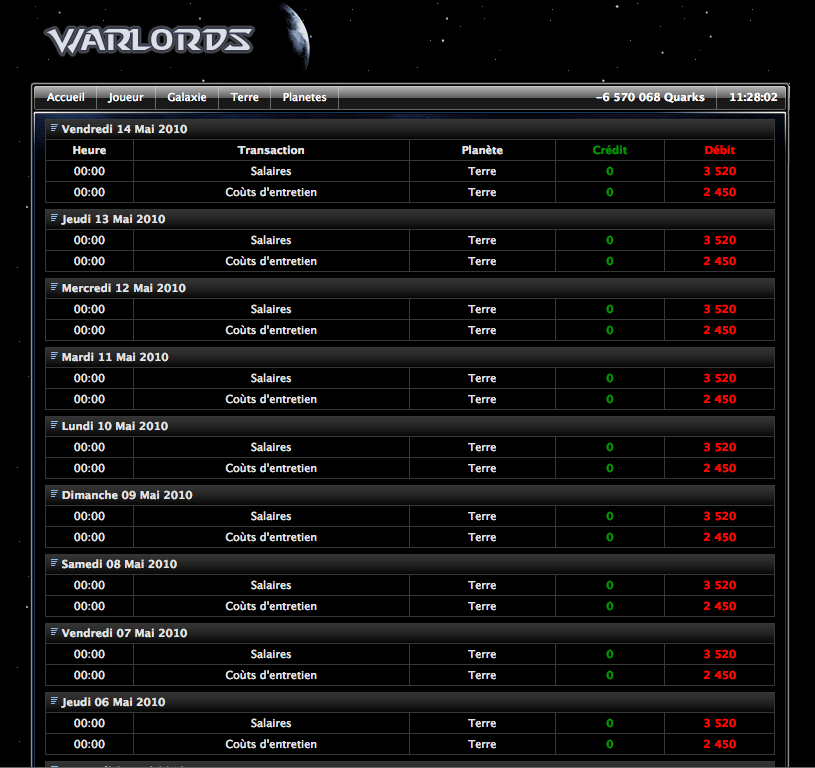 WARLORDS
Accueil Joueur Galaxie Terre Planetes -6 570 068 Quarks 11:28:02
Vendredi 14 Mai 2010
Heure Transaction Planète Crédit Débit
00:00 Salaires Terre 0 3 520
00:00 Coùts d'entretien Terre 0 2 450
Jeudi 13 Mai 2010
00:00 Salaires Terre 0 3 520
00:00 Coùts d'entretien Terre 0 2 450
Mercredi 12 Mai 2010
00:00 Salaires Terre 0 3 520
00:00 Coùts d'entretien Terre 0 2 450
Mardi 11 Mai 2010
00:00 Salaires Terre 0 3 520
00:00 Coùts d'entretien Terre 0 2 450
Lundi 10 Mai 2010
00:00 Salaires Terre 0 3 520
00:00 Coùts d'entretien Terre 0 2 450
Dimanche 09 Mai 2010
00:00 Salaires Terre 0 3 520
00:00 Coùts d'entretien Terre 0 2 450
Samedi 08 Mai 2010
00:00 Salaires Terre 0 3 520
00:00 Coùts d'entretien Terre 0 2 450
Vendredi 07 Mai 2010
00:00 Salaires Terre 0 3 520
00:00 Coùts d'entretien Terre 0 2 450
Jeudi 06 Mai 2010
00:00 Salaires Terre 0 3 520
00:00 Coùts d'entretien Terre 0 2 450